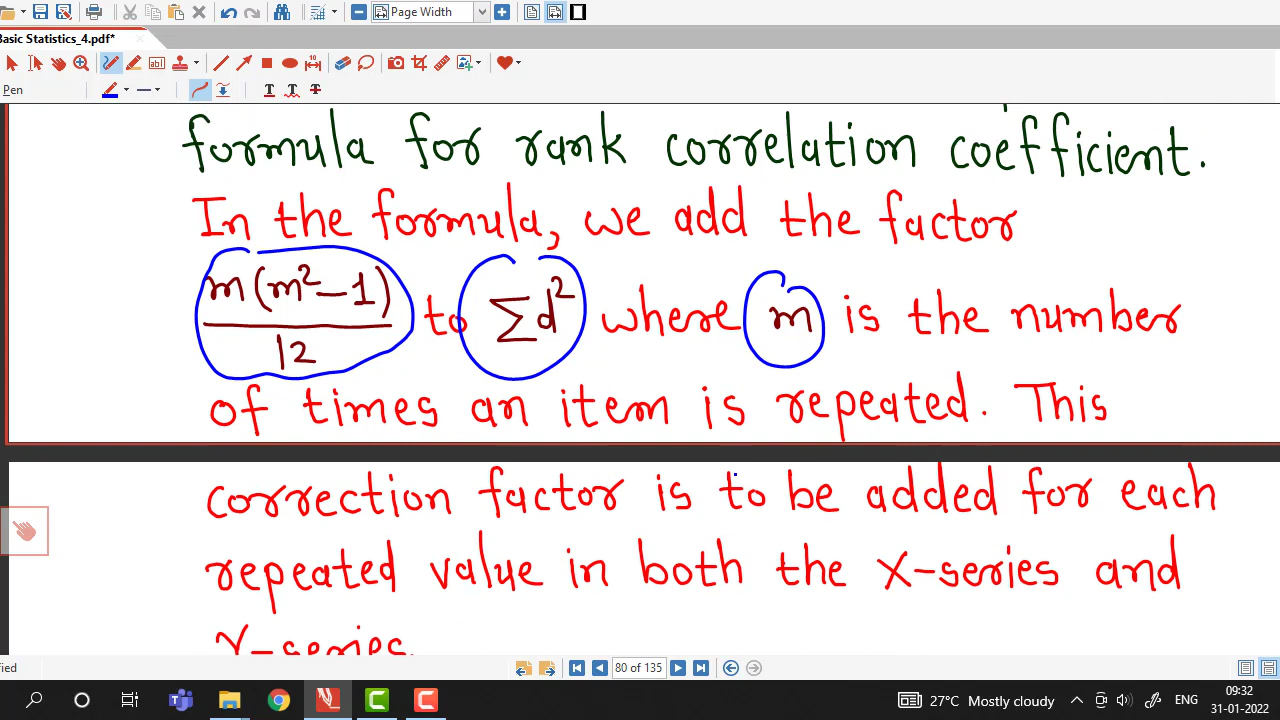 Page Width
Basic Statistics_4.pdf*
Pen
formula for rank correlation coefficient.
In the formula, we add the factor
m(m²-1)/12 to ∑d² where m is the number
of times an item is repeated. This
correction factor is to be added for each
repeated value in both the X-series and
Y-series.
80 of 135
27°C Mostly cloudy
ENG
09:32
31-01-2022